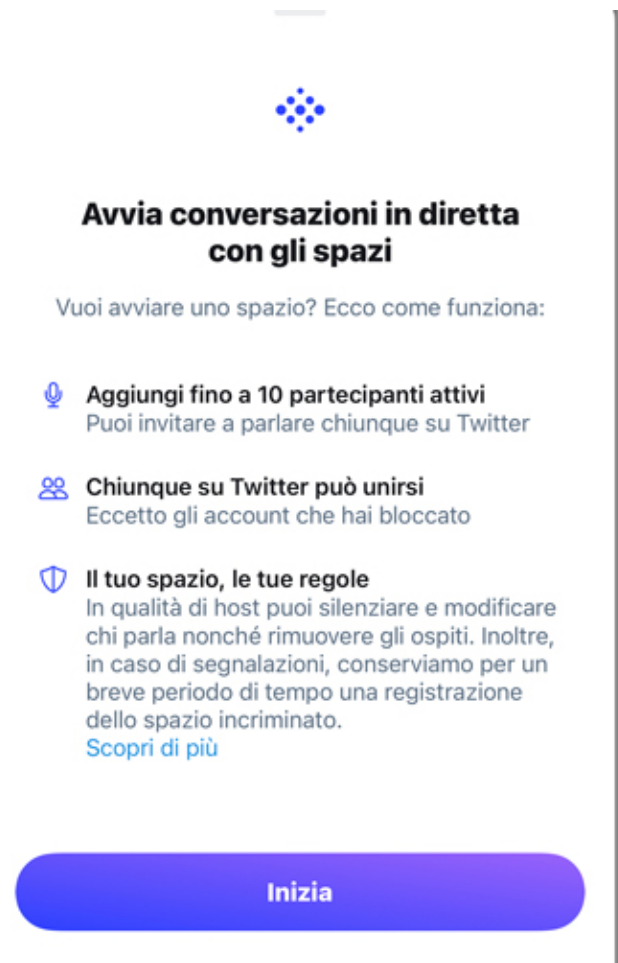 Avvia conversazioni in diretta
con gli spazi
Vuoi avviare uno spazio? Ecco come funziona:
Aggiungi fino a 10 partecipanti attivi
Puoi invitare a parlare chiunque su Twitter
Chiunque su Twitter può unirsi
Eccetto gli account che hai bloccato
Il tuo spazio, le tue regole
In qualità di host puoi silenziare e modificare
chi parla nonché rimuovere gli ospiti. Inoltre,
in caso di segnalazioni, conserviamo per un
breve periodo di tempo una registrazione
dello spazio incriminato.
Scopri di più
Inizia